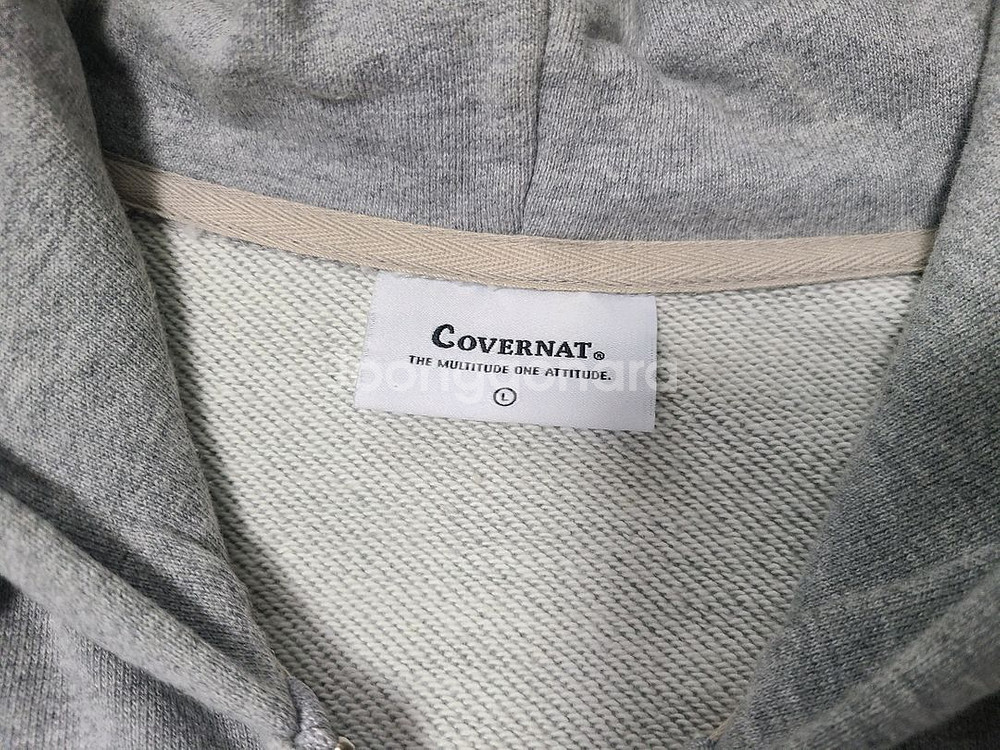 COVERNAT®
THE MULTITUDE ONE ATTITUDE.
L